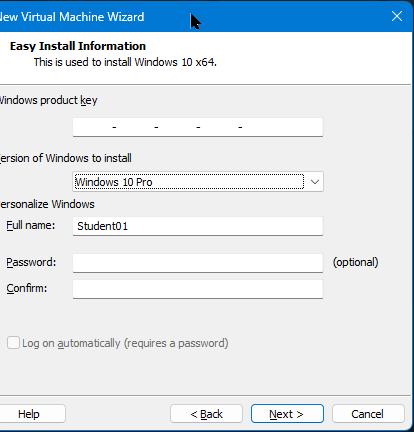 New Virtual Machine Wizard
Easy Install Information
This is used to install Windows 10 x64.
Windows product key
- - - -
Version of Windows to install
Windows 10 Pro
Personalize Windows
Full name: Student01
Password: (optional)
Confirm:
Log on automatically (requires a password)
Help < Back Next > Cancel